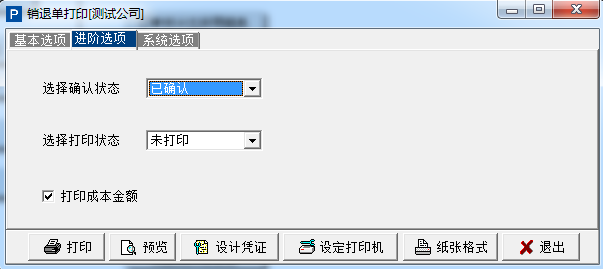 P 销退单打印[测试公司]
基本选项 进阶选项 系统选项
选择确认状态 已确认
选择打印状态 未打印
打印成本金额
打印 预览 设计凭证 设定打印机 纸张格式 退出